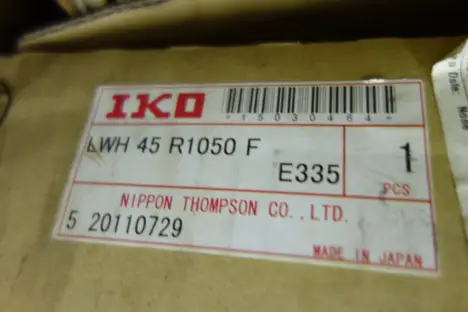 IKO
-15030464-
LWH 45 R1050 F
E335
1
PCS
NIPPON THOMPSON CO.,LTD.
5 20110729
MADE IN JAPAN